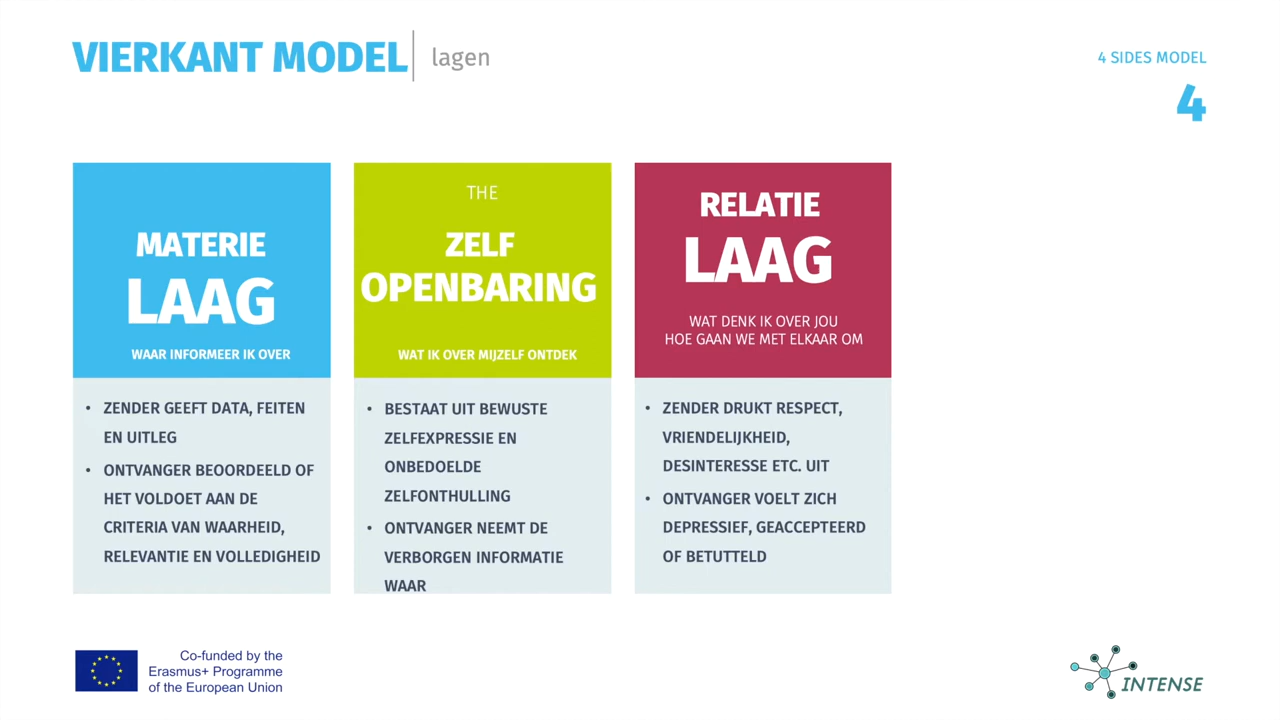 VIERKANT MODEL
lagen
4 SIDES MODEL
4
MATERIE
LAAG
WAAR INFORMEER IK OVER
• ZENDER GEEFT DATA, FEITEN
EN UITLEG
• ONTVANGER BEOORDEELD OF
HET VOLDOET AAN DE
CRITERIA VAN WAARHEID,
RELEVANTIE EN VOLLEDIGHEID
THE
ZELF
OPENBARING
WAT IK OVER MIJZELF ONTDEK
• BESTAAT UIT BEWUSTE
ZELFEXPRESSIE EN
ONBEDOELDE
ZELFONTHULLING
• ONTVANGER NEEMT DE
VERBORGEN INFORMATIE
WAAR
RELATIE
LAAG
WAT DENK IK OVER JOU
HOE GAAN WE MET ELKAAR OM
• ZENDER DRUKT RESPECT,
VRIENDELIJKHEID,
DESINTERESSE ETC. UIT
• ONTVANGER VOELT ZICH
DEPRESSIEF, GEACCEPTEERD
OF BETUTTELD
Co-funded by the
Erasmus+ Programme
of the European Union
INTENSE